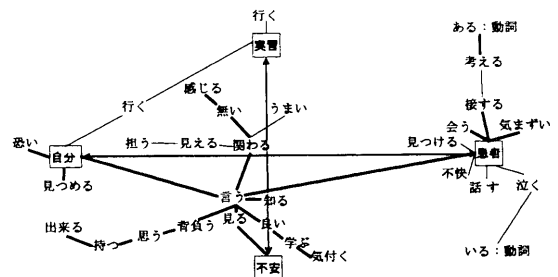 行く
実習
ある：動詞
考える
感じる
無い
うまい
行く
接する
会う
気まずい
恐い
自分
担う
見える
関わる
見つける
患者
不快
見つめる
話す
泣く
言う
知る
出来る
持つ
思う
背負う
見る
良い
学ぶ
気付く
不安
いる：動詞